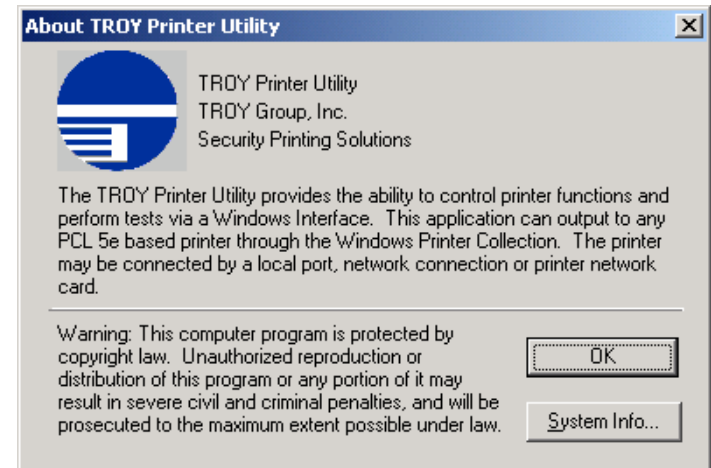 About TROY Printer Utility
TROY Printer Utility
TROY Group, Inc.
Security Printing Solutions
The TROY Printer Utility provides the ability to control printer functions and
perform tests via a Windows Interface.  This application can output to any
PCL 5e based printer through the Windows Printer Collection.  The printer
may be connected by a local port, network connection or printer network
card.
Warning: This computer program is protected by
copyright law.  Unauthorized reproduction or
distribution of this program or any portion of it may
result in severe civil and criminal penalties, and will be
prosecuted to the maximum extent possible under law.
OK
System Info...